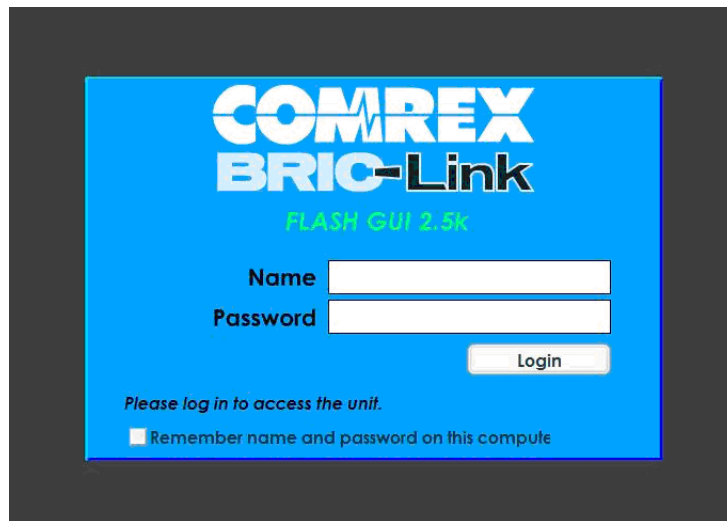 COMREX
BRIC-Link
FLASH GUI 2.5k
Name
Password
Login
Please log in to access the unit.
Remember name and password on this compute